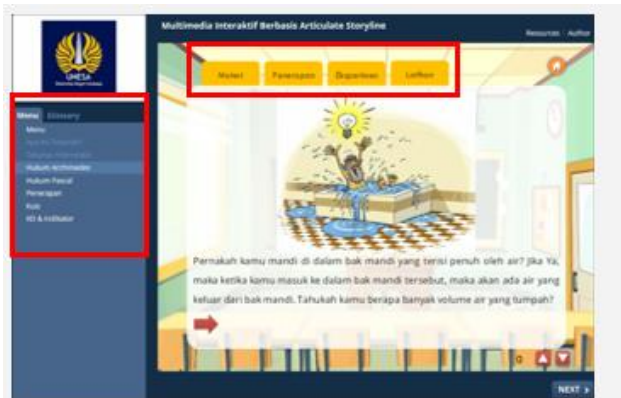 Multimedia Interaktif Berbasis Articulate Storyline
Resources
Author
UNESA
Menu
Glossary
Menu
Hukum Archimedes
Hukum Pascal
Penerapan
Kuis
KD & Indikator
Materi
Penerapan
Eksperimen
Latihan
Pernakah kamu mandi di dalam bak mandi yang terisi penuh oleh air? Jika Ya,
maka ketika kamu masuk ke dalam bak mandi tersebut, maka akan ada air yang
keluar dari bak mandi. Tahukah kamu berapa banyak volume air yang tumpah?
NEXT >